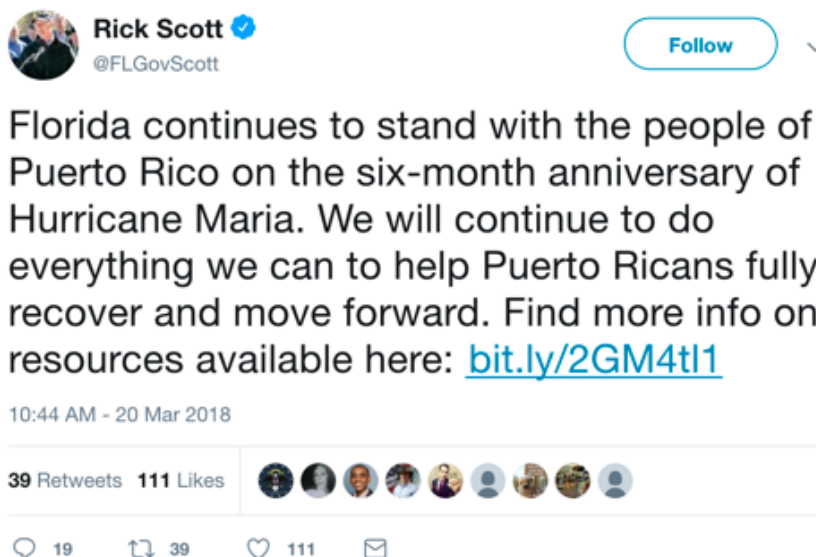 Rick Scott
@FLGovScott
Follow
Florida continues to stand with the people of
Puerto Rico on the six-month anniversary of
Hurricane Maria. We will continue to do
everything we can to help Puerto Ricans fully
recover and move forward. Find more info on
resources available here: bit.ly/2GM4tI1
10:44 AM - 20 Mar 2018
39 Retweets 111 Likes
19 39 111